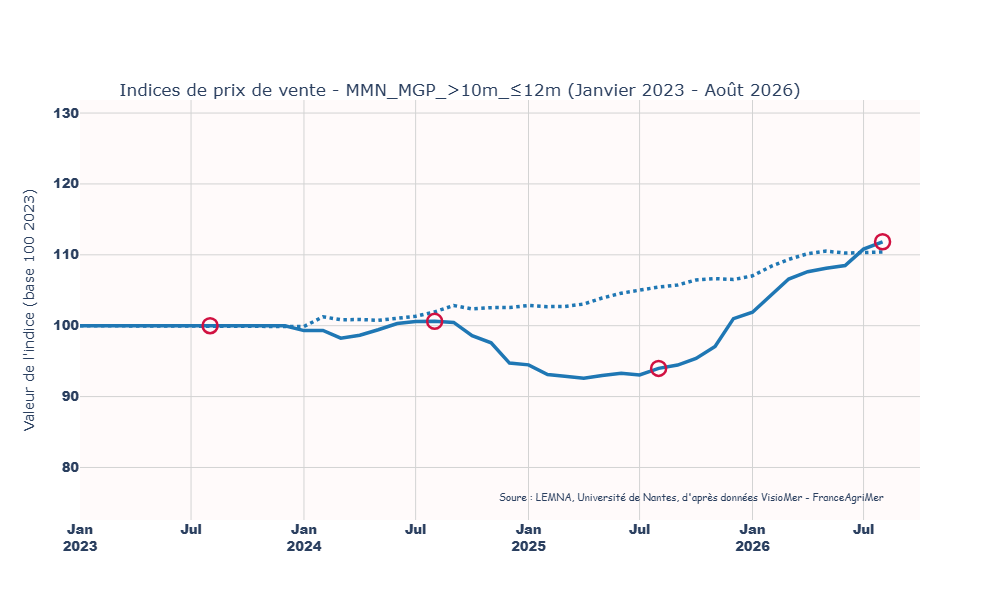 Indices de prix de vente - MMN_MGP_>10m_≤12m (Janvier 2023 - Août 2026)
Valeur de l'indice (base 100 2023)
130
120
110
100
90
80
Soure : LEMNA, Université de Nantes, d'après données VisioMer - FranceAgriMer
Jan Jul Jan Jul Jan Jul Jan Jul
2023 2024 2025 2026